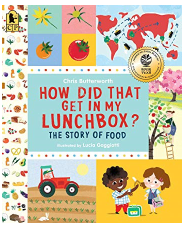 Chris Butterworth
HOW DID THAT
GET IN MY
LUNCHBOX?
THE STORY OF FOOD
Illustrated by Lucia Gaggiotti